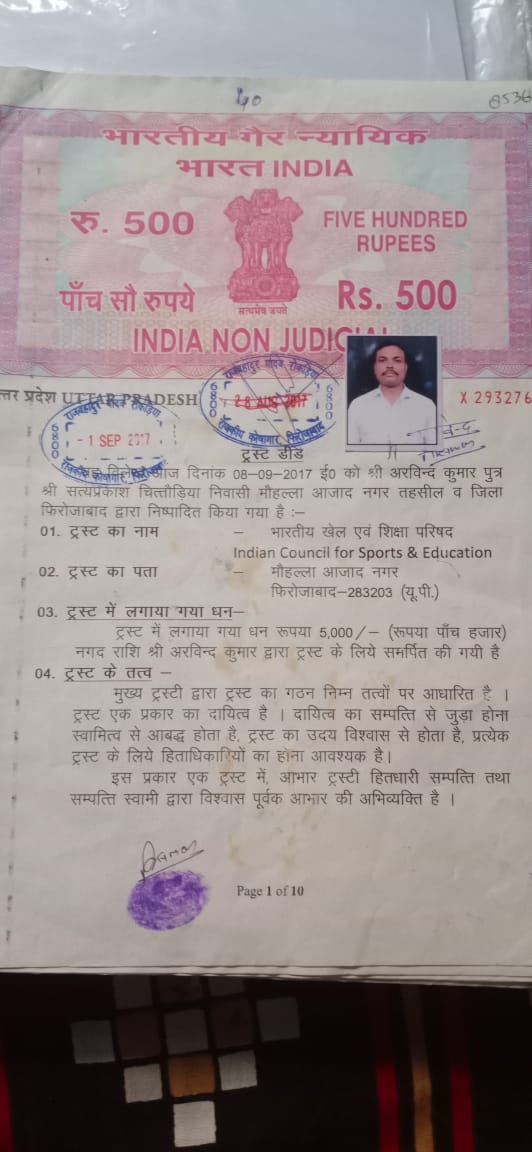 40
8536
भारतीय गैर न्यायिक
भारत INDIA
रु. 500
FIVE HUNDRED
RUPEES
पाँच सौ रुपये
सत्यमेव जयते
Rs. 500
INDIA NON JUDICIAL
उत्तर प्रदेश UTTAR PRADESH
X 293276
6800
- 1 SEP 2017
6800
28 AUG 2017
6800
ट्रस्ट डीड
आज दिनांक 08-09-2017 ई0 को श्री अरविन्द कुमार पुत्र
श्री सत्यप्रकाश चित्तौड़िया निवासी मौहल्ला आजाद नगर तहसील व जिला
फिरोजाबाद द्वारा निष्पादित किया गया है :–
01. ट्रस्ट का नाम – भारतीय खेल एवं शिक्षा परिषद
Indian Council for Sports & Education
02. ट्रस्ट का पता – मौहल्ला आजाद नगर
फिरोजाबाद–283203 (यू.पी.)
03. ट्रस्ट में लगाया गया धन–
ट्रस्ट में लगाया गया धन रूपया 5,000/– (रूपया पाँच हजार)
नगद राशि श्री अरविन्द कुमार द्वारा ट्रस्ट के लिये समर्पित की गयी है
04. ट्रस्ट के तत्व –
मुख्य ट्रस्टी द्वारा ट्रस्ट का गठन निम्न तत्वों पर आधारित है ।
ट्रस्ट एक प्रकार का दायित्व है । दायित्व का सम्पत्ति से जुड़ा होना
स्वामित्व से आबद्ध होता है, ट्रस्ट का उदय विश्वास से होता है, प्रत्येक
ट्रस्ट के लिये हिताधिकारियों का होना आवश्यक है।
इस प्रकार एक ट्रस्ट में, आभार ट्रस्टी हितधारी सम्पत्ति तथा
सम्पत्ति स्वामी द्वारा विश्वास पूर्वक आभार की अभिव्यक्ति है ।
Page 1 of 10